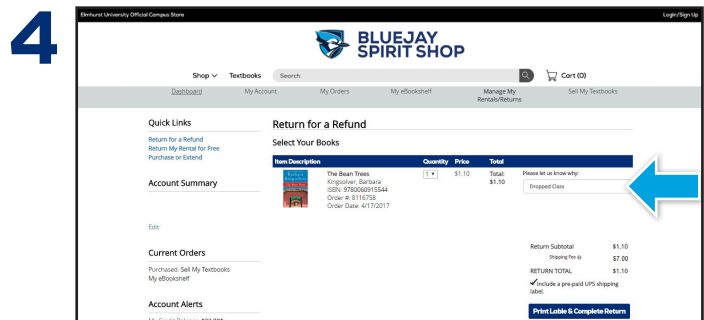 4
Elmhurst University Official Campus Store Login/Sign Up
BLUEJAY
SPIRIT SHOP
Shop Textbooks Search Cart (0)
Dashboard My Account My Orders My eBookshelf Manage My Rentals/Returns Sell My Textbooks
Quick Links
Return for a Refund
Return My Rental for Free
Purchase or Extend
Account Summary
Edit
Current Orders
Purchased: Sell My Textbooks
My eBookshelf
Account Alerts
Return for a Refund
Select Your Books
Item Description Quantity Price Total
The Bean Trees 1 $1.10 Total: Please let us know why:
Kingsolver, Barbara $1.10
ISBN: 9780060915544 Dropped Class
Order #: 8116758
Order Date: 4/17/2017
Return Subtotal $1.10
Shipping Fee $7.00
RETURN TOTAL $1.10
Include a pre-paid UPS shipping
label.
Print Lable & Complete Return